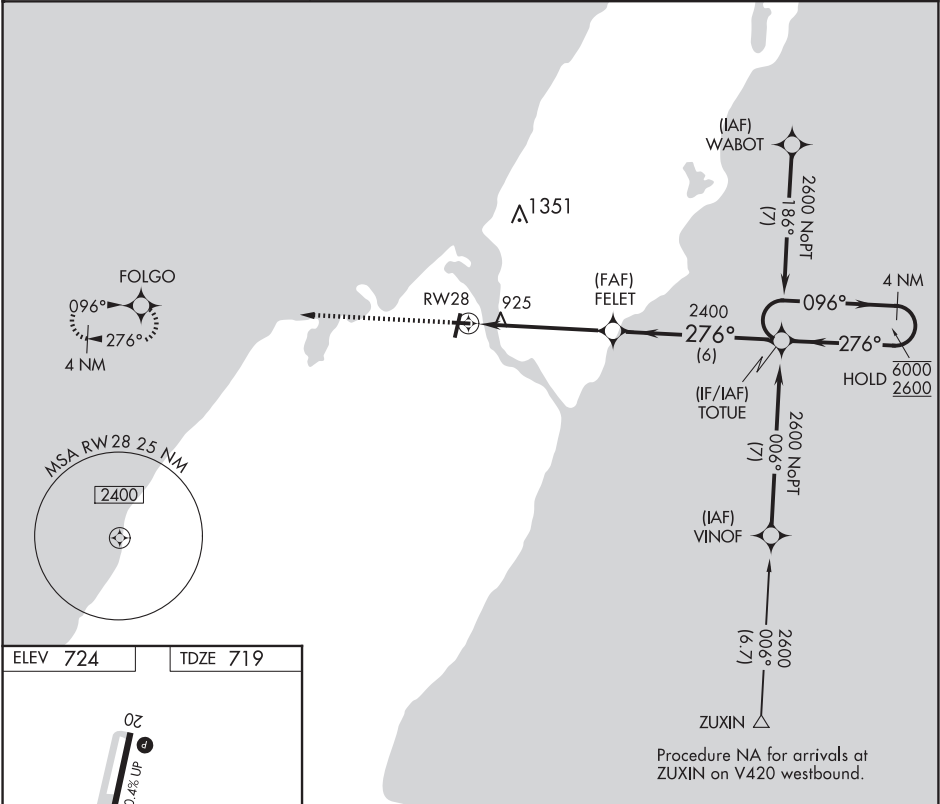 (IAF)
WABOT
2600 NoPT
186°
(7)
1351
FOLGO
096°
276°
4 NM
RW28
925
(FAF)
FELET
2400
276°
(6)
096°
4 NM
276°
HOLD
6000
2600
(IF/IAF)
TOTUE
2600 NoPT
006°
(7)
MSA RW28 25 NM
2400
(IAF)
VINOF
2600
006°
(6.7)
ZUXIN
Procedure NA for arrivals at
ZUXIN on V420 westbound.
ELEV 724
TDZE 719
20
P
0.4% UP